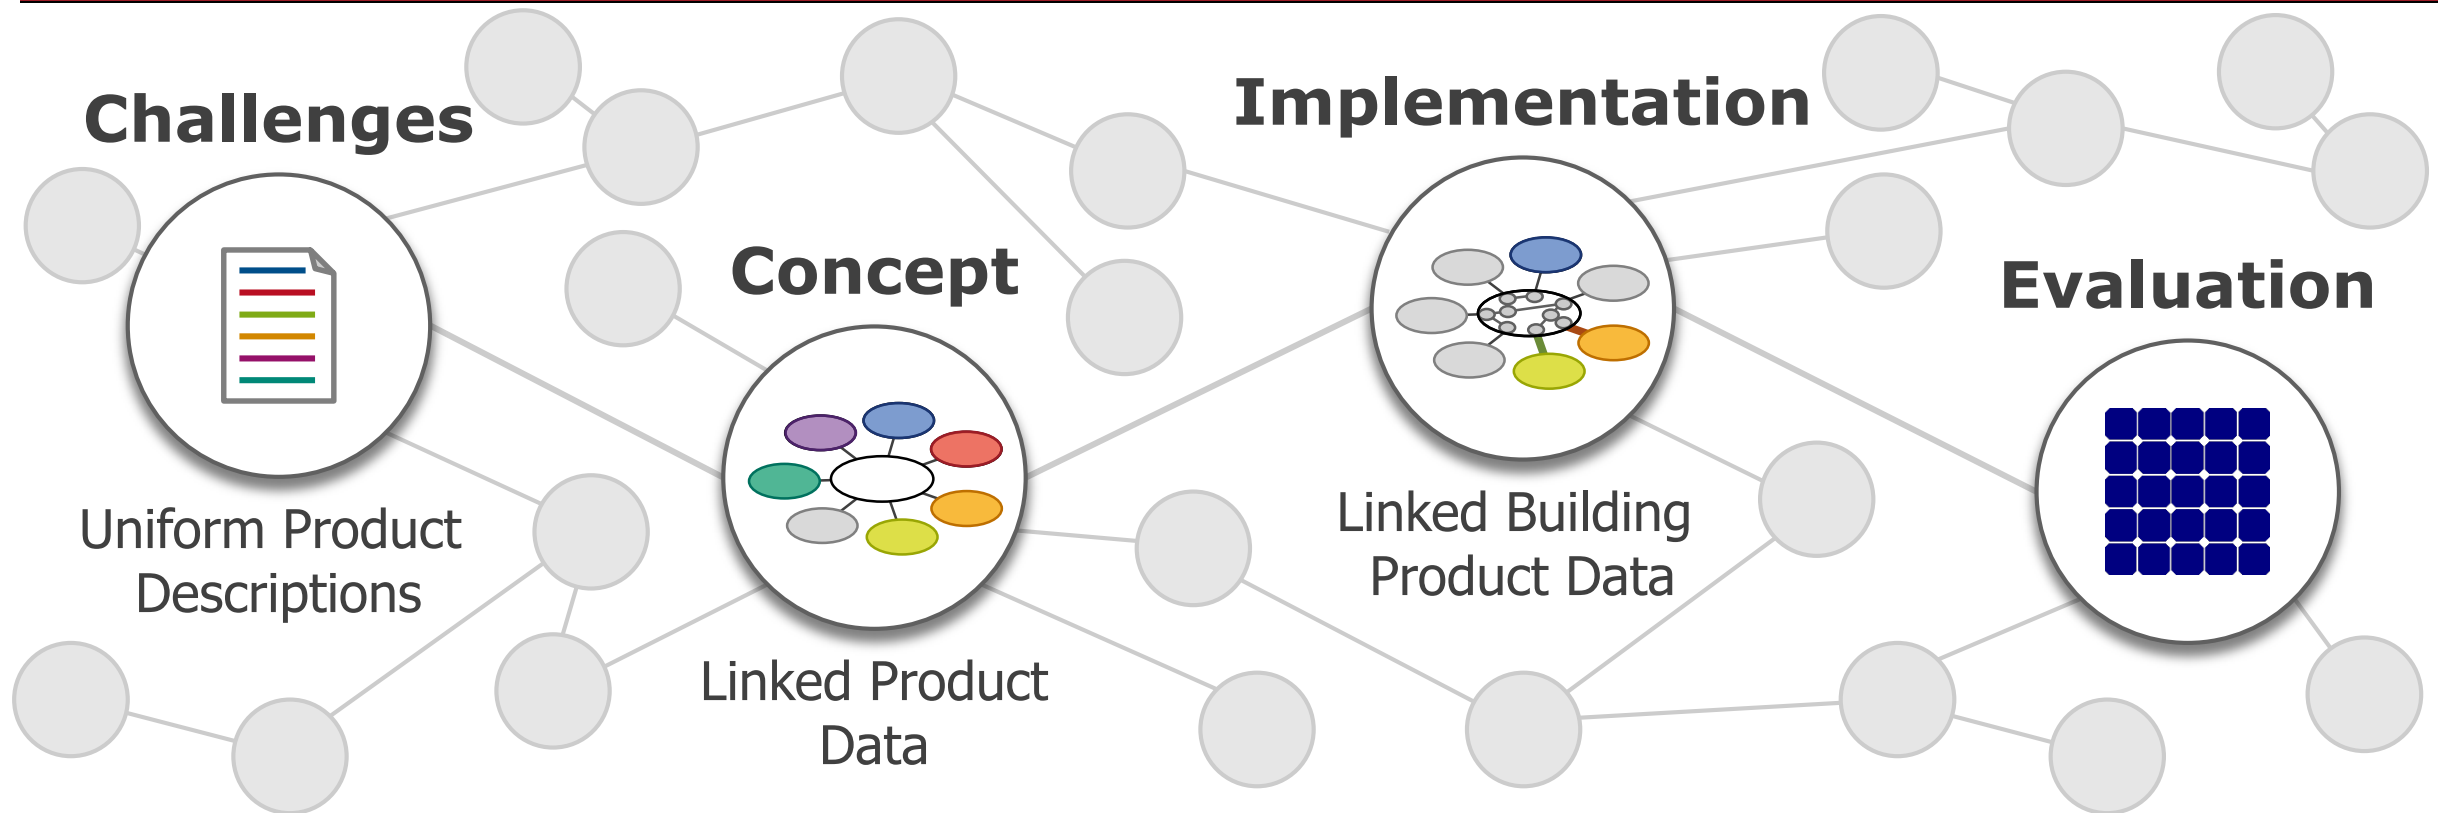 Challenges
Uniform Product
Descriptions
Concept
Linked Product
Data
Implementation
Linked Building
Product Data
Evaluation